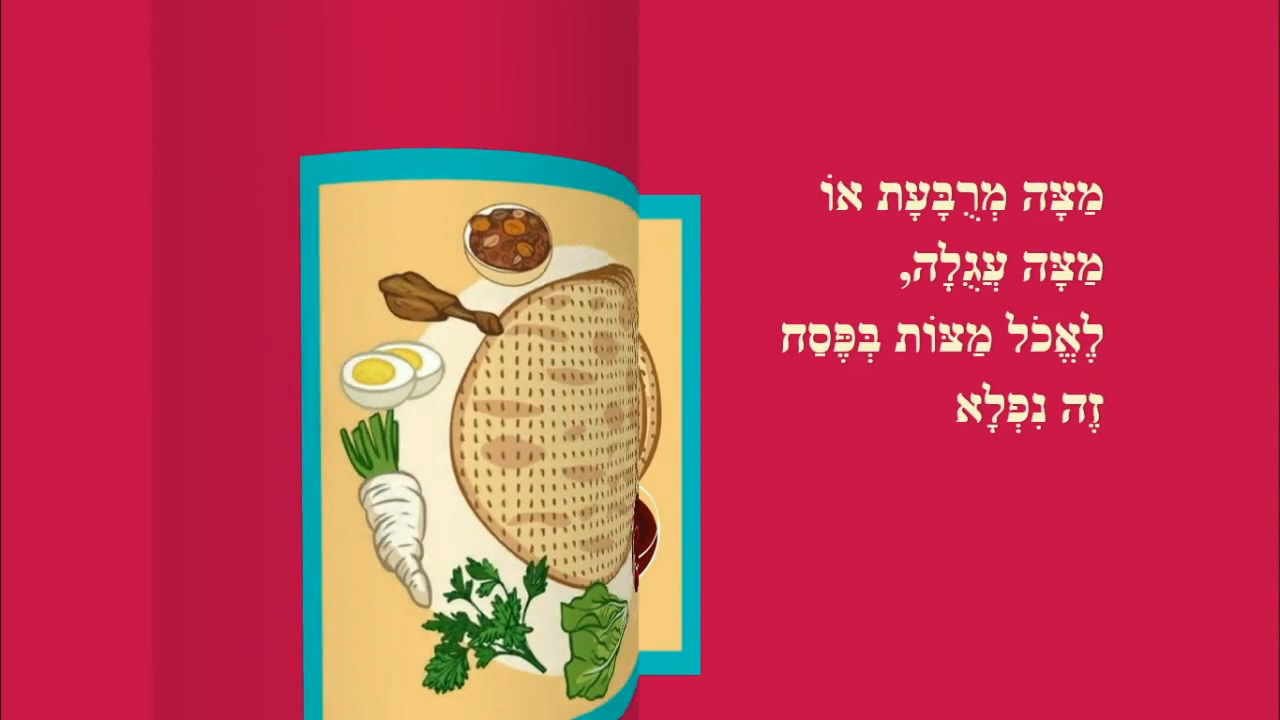 מַצָּה מְרֻבָּעָת אוֹ
מַצָּה עֲגֻלָּה,
לֶאֱכֹל מַצּוֹת בְּפֶּסַח
זֶה נִפְלָא